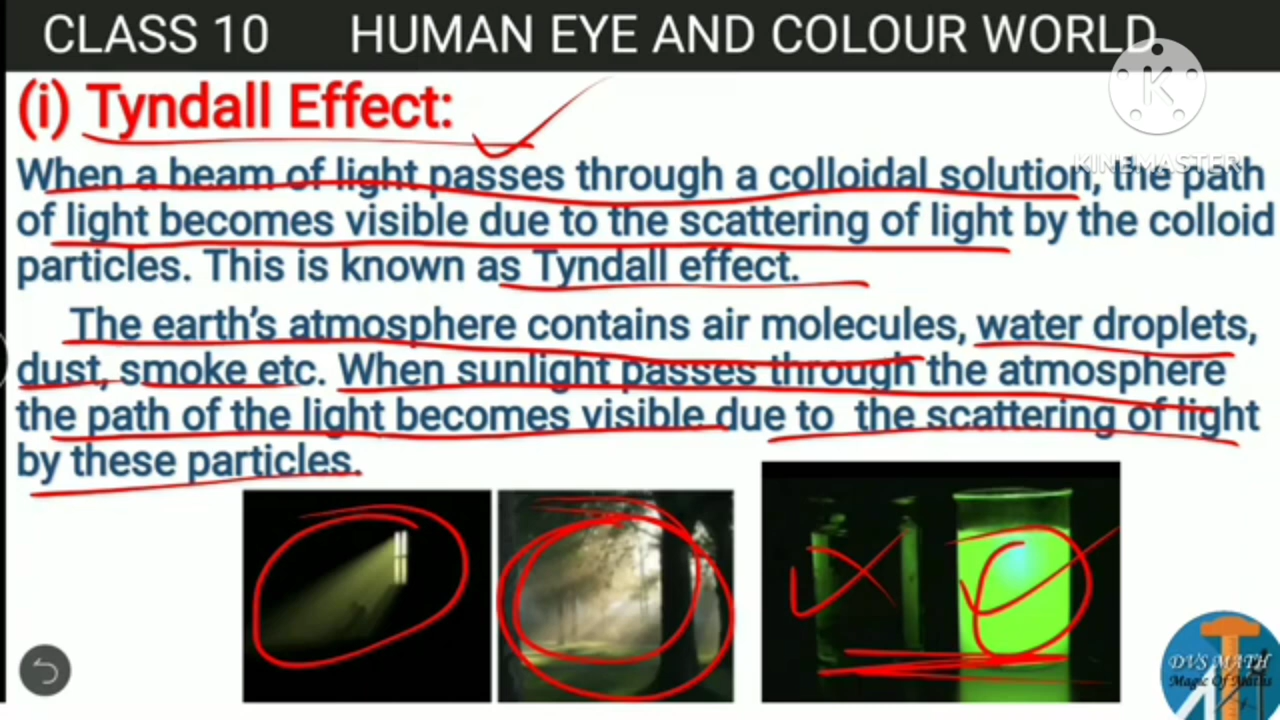 CLASS 10 HUMAN EYE AND COLOUR WORLD
K
KINEMASTER
(i) Tyndall Effect:
When a beam of light passes through a colloidal solution, the path
of light becomes visible due to the scattering of light by the colloid
particles. This is known as Tyndall effect.
The earth's atmosphere contains air molecules, water droplets,
dust, smoke etc. When sunlight passes through the atmosphere
the path of the light becomes visible due to the scattering of light
by these particles.
DVS MATH
Magic Of Maths